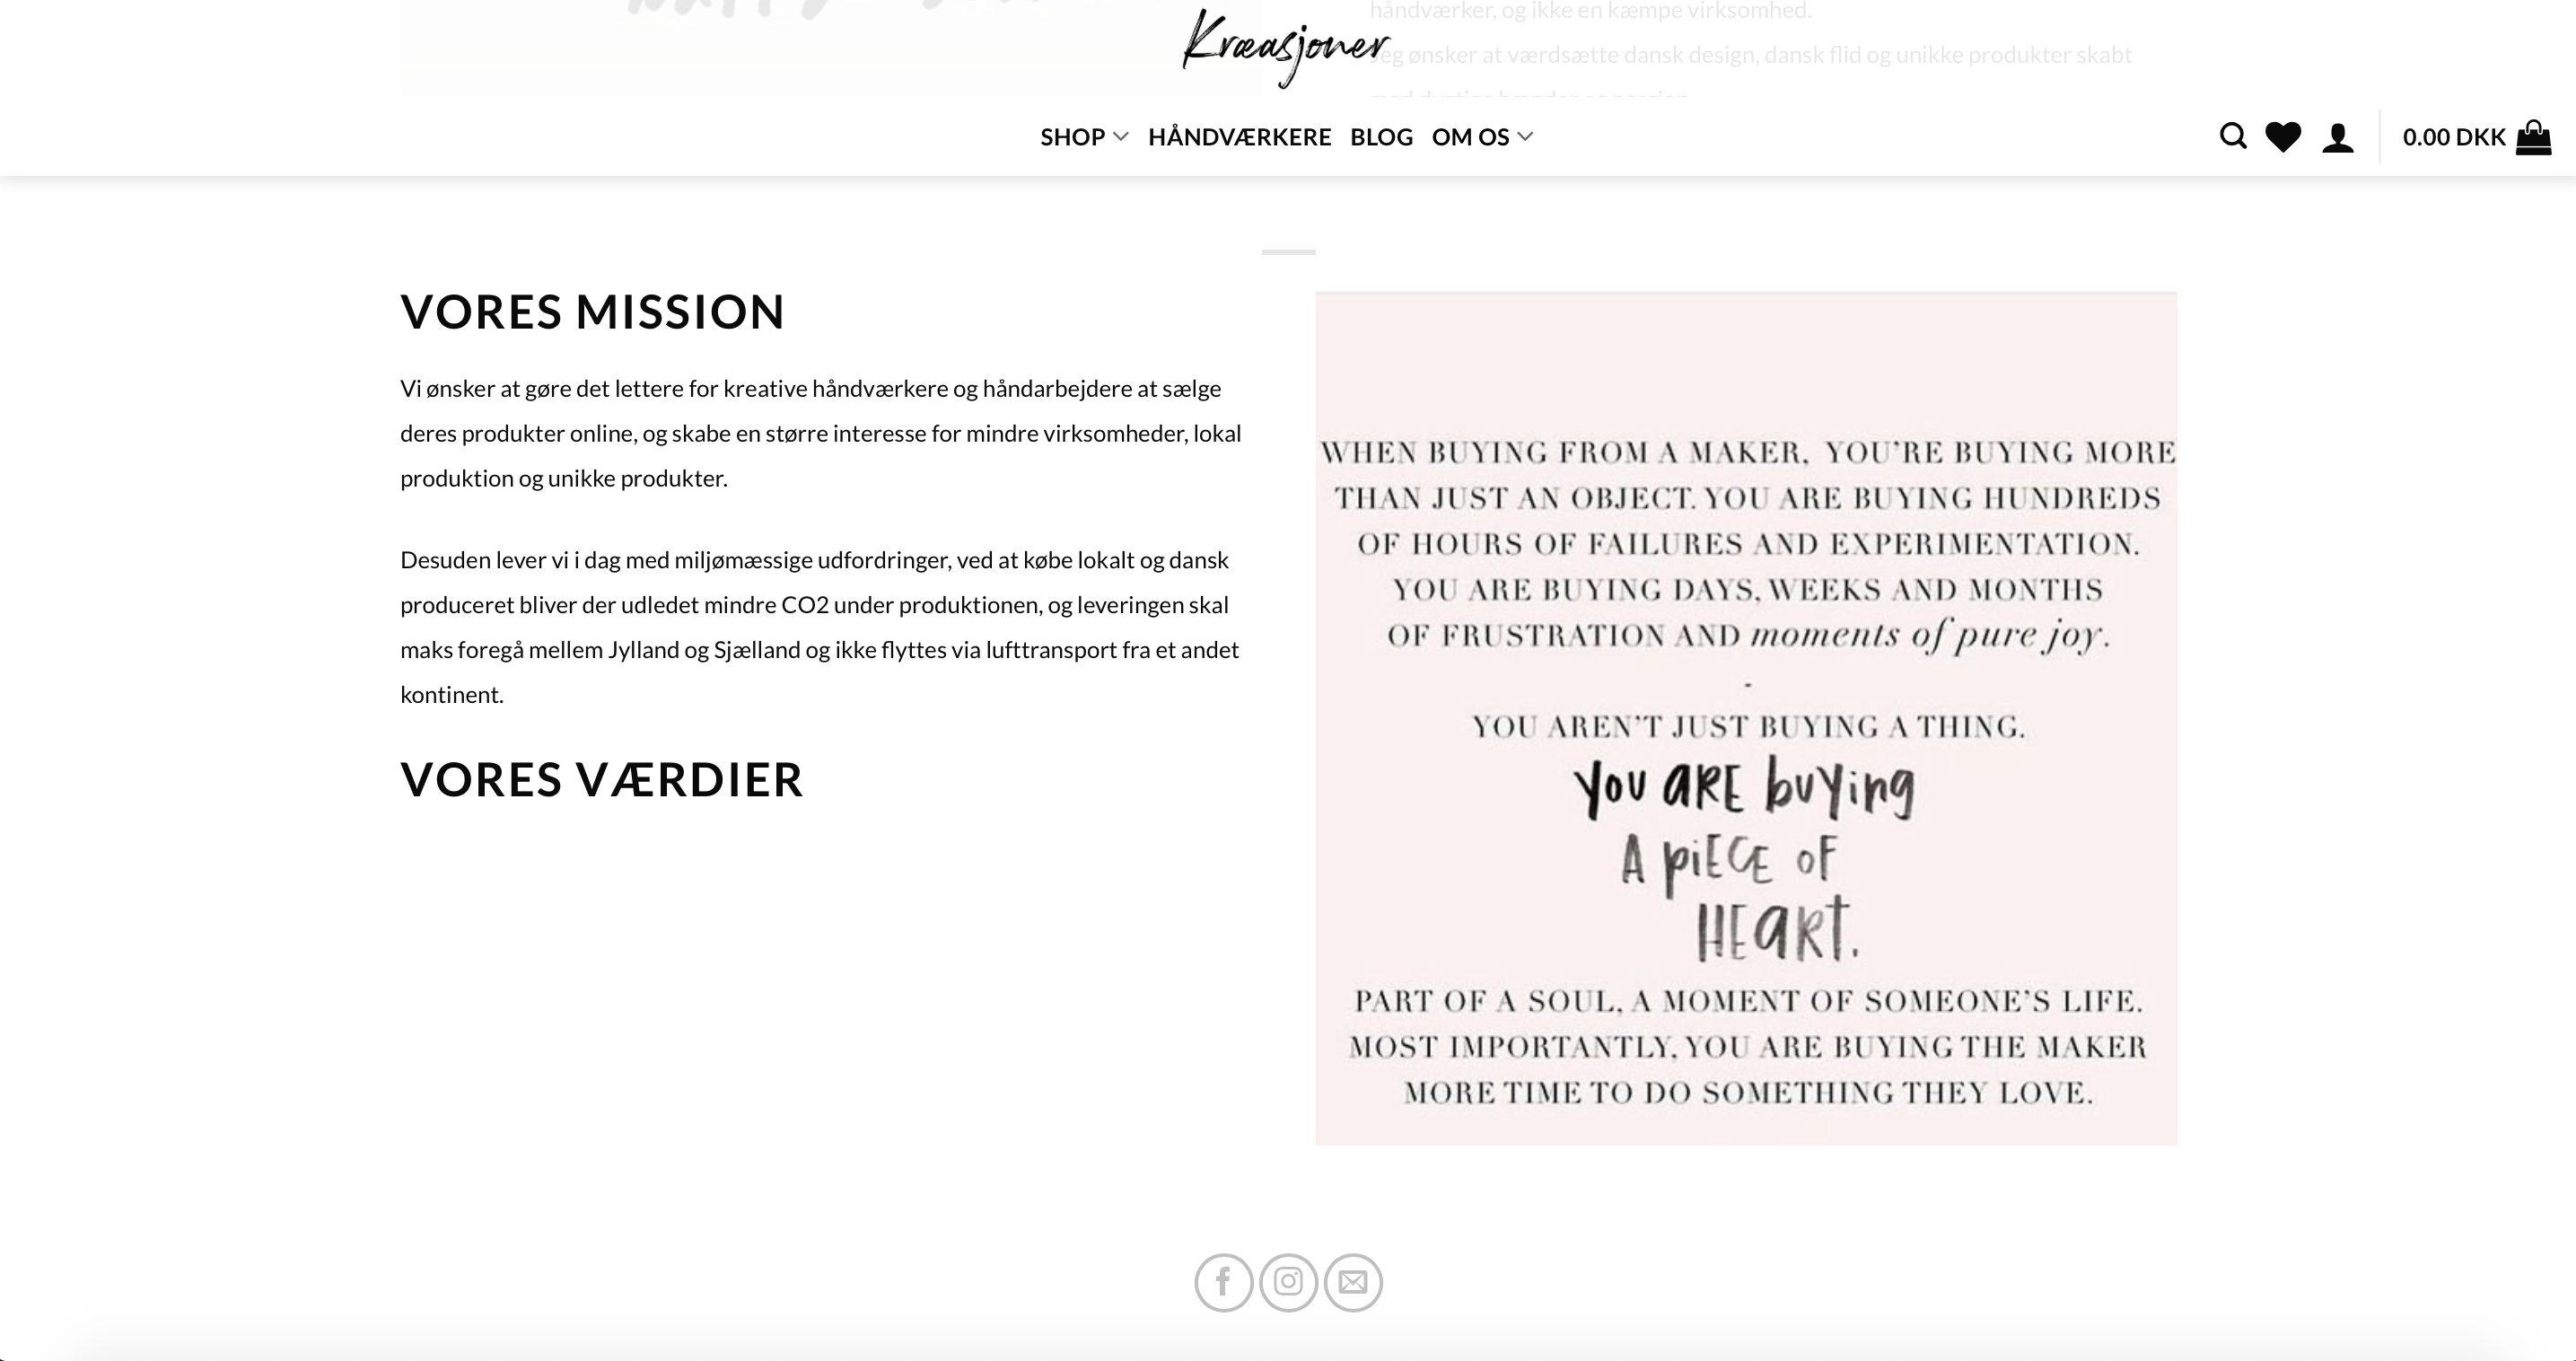 håndværker, og ikke en kæmpe virksomhed.
Kræasjoner
Jeg ønsker at værdsætte dansk design, dansk flid og unikke produkter skabt
SHOP HÅNDVÆRKERE BLOG OM OS 0.00 DKK
VORES MISSION
Vi ønsker at gøre det lettere for kreative håndværkere og håndarbejdere at sælge
deres produkter online, og skabe en større interesse for mindre virksomheder, lokal
produktion og unikke produkter.
Desuden lever vi i dag med miljømæssige udfordringer, ved at købe lokalt og dansk
produceret bliver der udledet mindre CO2 under produktionen, og leveringen skal
maks foregå mellem Jylland og Sjælland og ikke flyttes via lufttransport fra et andet
kontinent.
VORES VÆRDIER
WHEN BUYING FROM A MAKER, YOU'RE BUYING MORE
THAN JUST AN OBJECT. YOU ARE BUYING HUNDREDS
OF HOURS OF FAILURES AND EXPERIMENTATION.
YOU ARE BUYING DAYS, WEEKS AND MONTHS
OF FRUSTRATION AND moments of pure joy.
-
YOU AREN'T JUST BUYING A THING.
You ARE buying
A piECE oF
HEARt.
PART OF A SOUL, A MOMENT OF SOMEONE'S LIFE.
MOST IMPORTANTLY, YOU ARE BUYING THE MAKER
MORE TIME TO DO SOMETHING THEY LOVE.